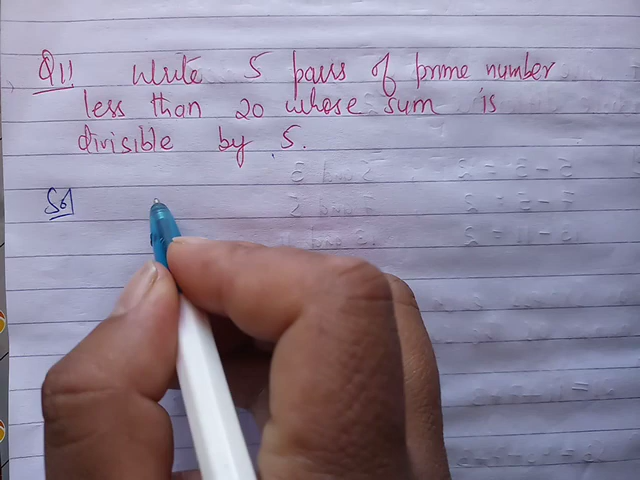 Q11 Write 5 pairs of prime number
less than 20 whose sum is
divisible by 5.
Sol